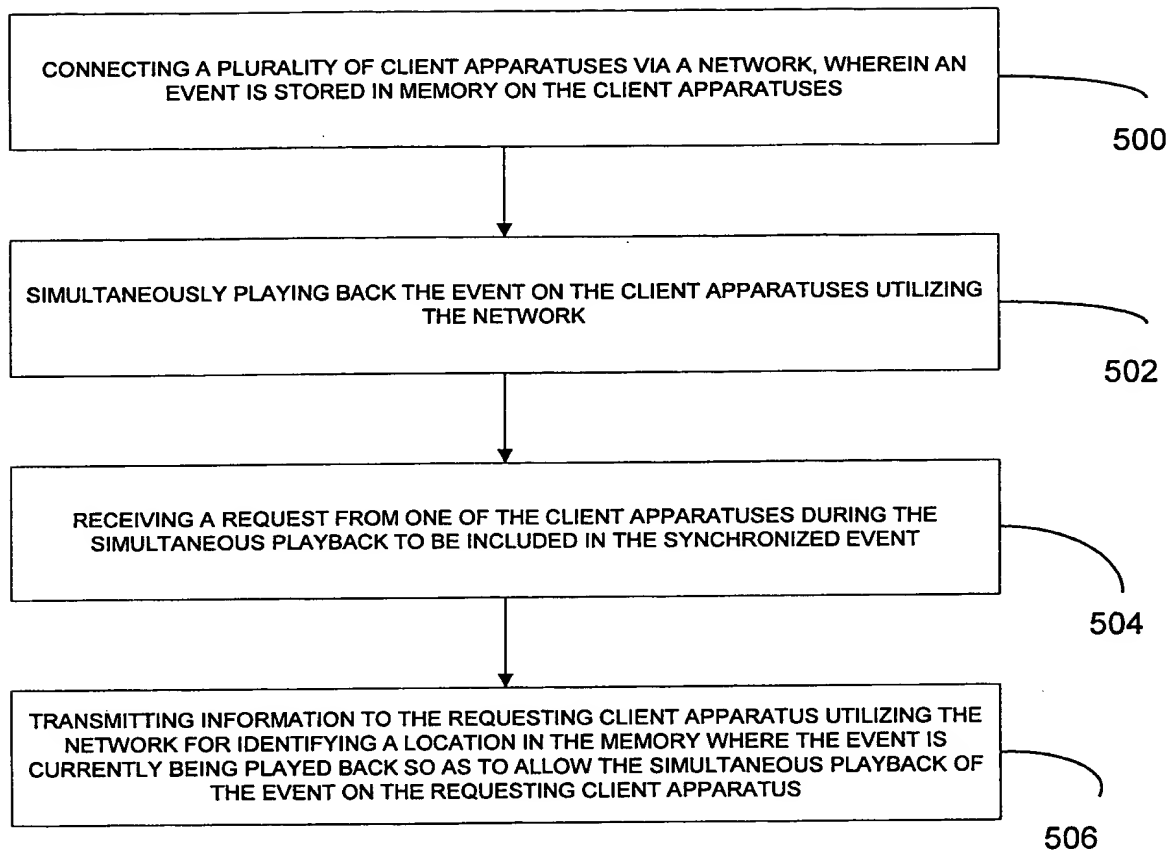 CONNECTING A PLURALITY OF CLIENT APPARATUSES VIA A NETWORK, WHEREIN AN
EVENT IS STORED IN MEMORY ON THE CLIENT APPARATUSES
500
SIMULTANEOUSLY PLAYING BACK THE EVENT ON THE CLIENT APPARATUSES UTILIZING
THE NETWORK
502
RECEIVING A REQUEST FROM ONE OF THE CLIENT APPARATUSES DURING THE
SIMULTANEOUS PLAYBACK TO BE INCLUDED IN THE SYNCHRONIZED EVENT
504
TRANSMITTING INFORMATION TO THE REQUESTING CLIENT APPARATUS UTILIZING THE
NETWORK FOR IDENTIFYING A LOCATION IN THE MEMORY WHERE THE EVENT IS
CURRENTLY BEING PLAYED BACK SO AS TO ALLOW THE SIMULTANEOUS PLAYBACK OF
THE EVENT ON THE REQUESTING CLIENT APPARATUS
506